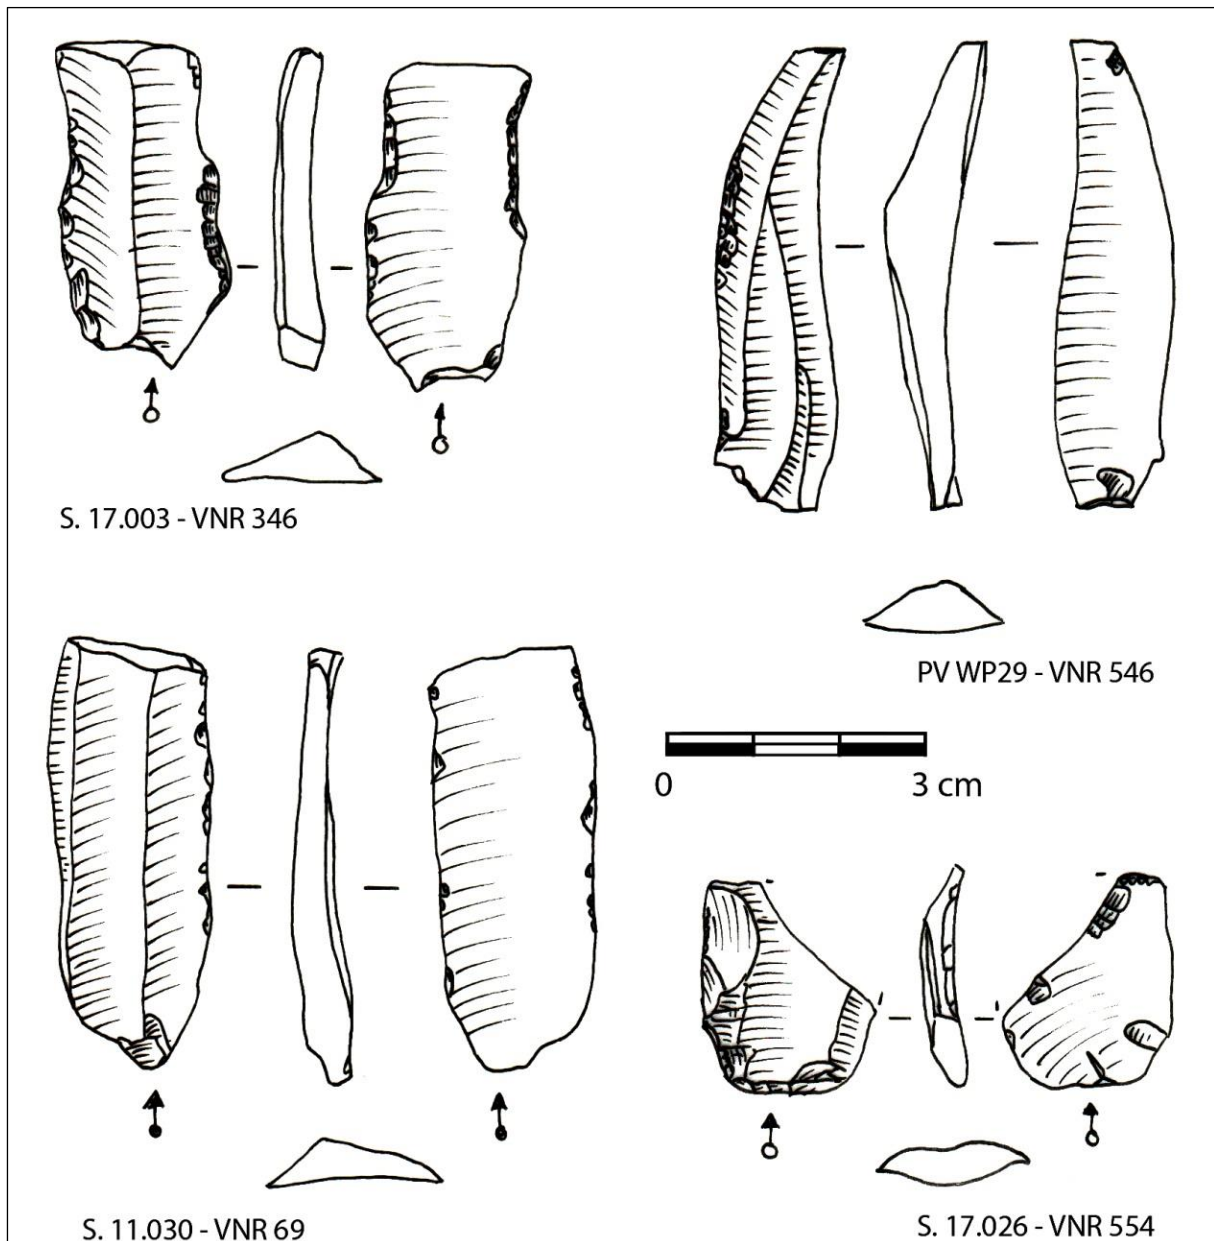 S. 17.003 - VNR 346
PV WP29 - VNR 546
0 3 cm
S. 11.030 - VNR 69
S. 17.026 - VNR 554